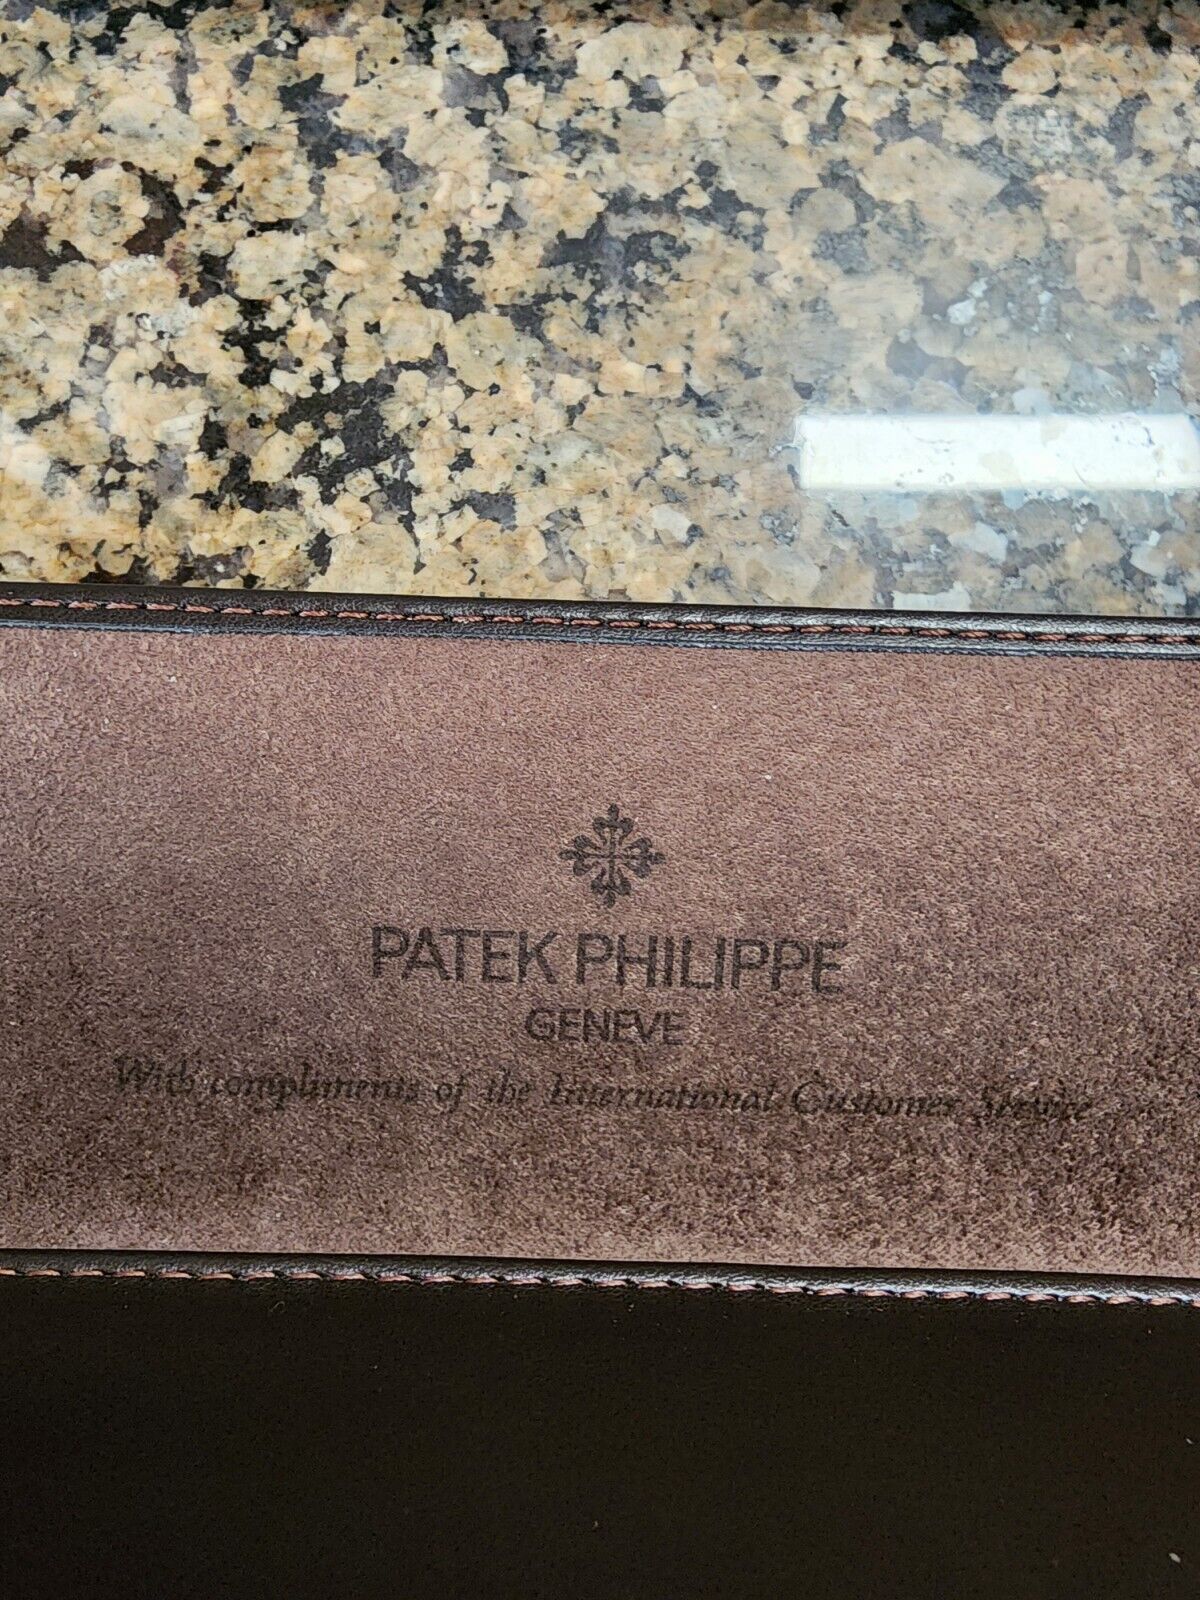 PATEK PHILIPPE
GENEVE
With compliments of the International Customer Service